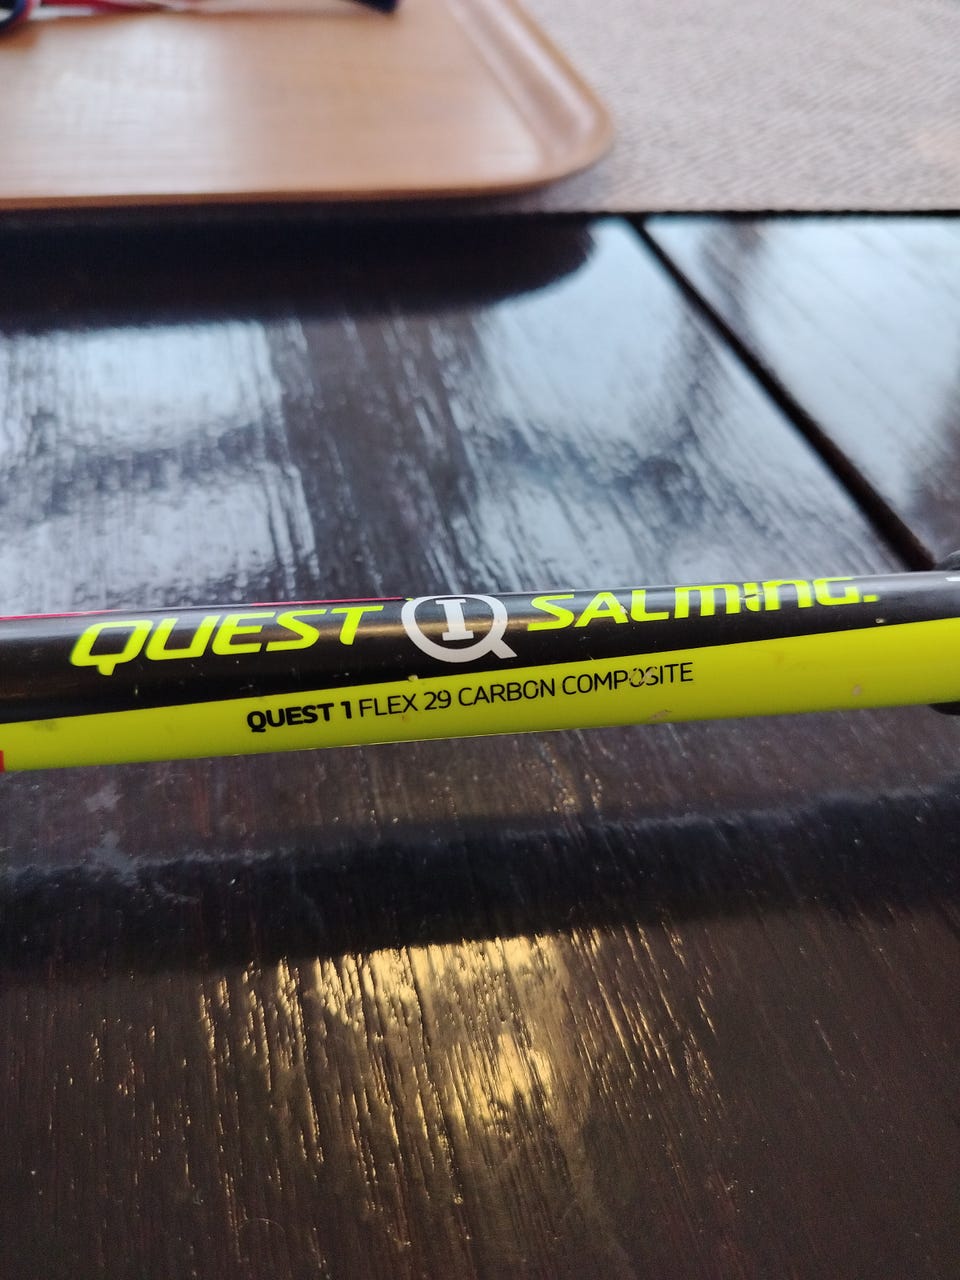 QUEST I SALMING.
QUEST 1 FLEX 29 CARBON COMPOSITE